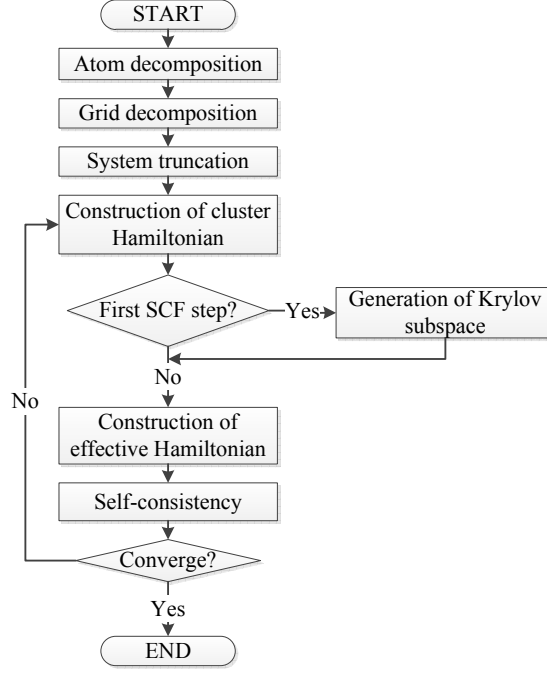 START
Atom decomposition
Grid decomposition
System truncation
Construction of cluster
Hamiltonian
First SCF step?
Yes
Generation of Krylov
subspace
No
No
Construction of
effective Hamiltonian
Self-consistency
Converge?
Yes
END